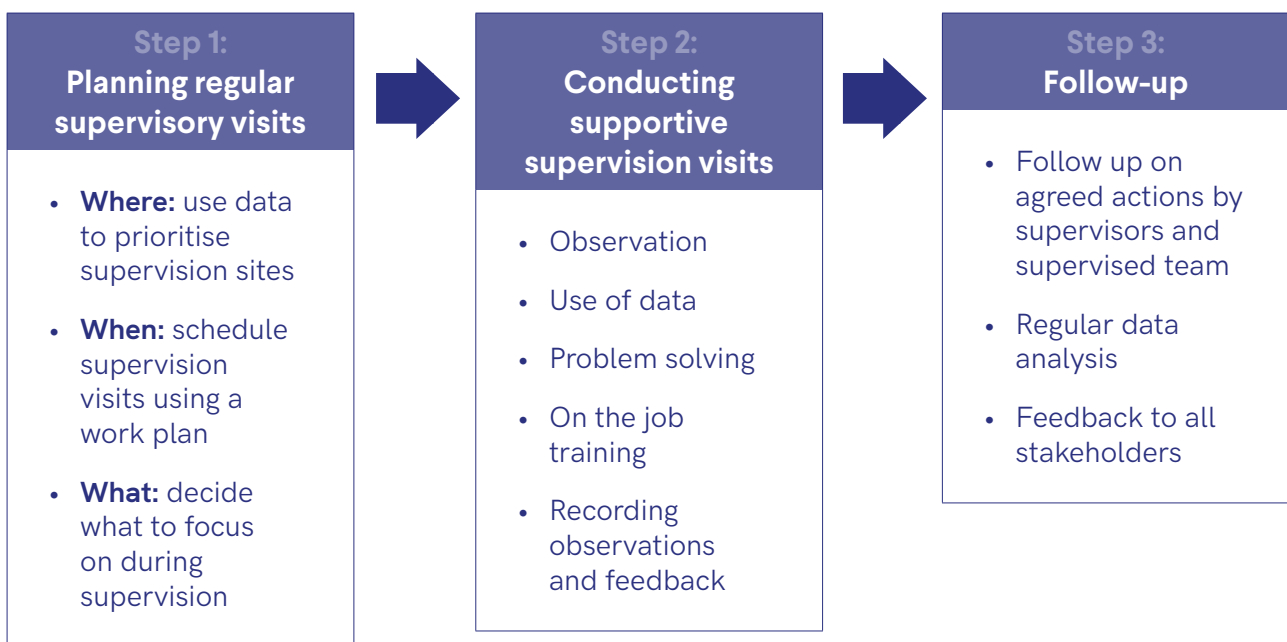 Step 1:
Planning regular
supervisory visits
• Where: use data
to prioritise
supervision sites
• When: schedule
supervision
visits using a
work plan
• What: decide
what to focus
on during
supervision
Step 2:
Conducting
supportive
supervision visits
• Observation
• Use of data
• Problem solving
• On the job
training
• Recording
observations
and feedback
Step 3:
Follow-up
• Follow up on
agreed actions by
supervisors and
supervised team
• Regular data
analysis
• Feedback to all
stakeholders